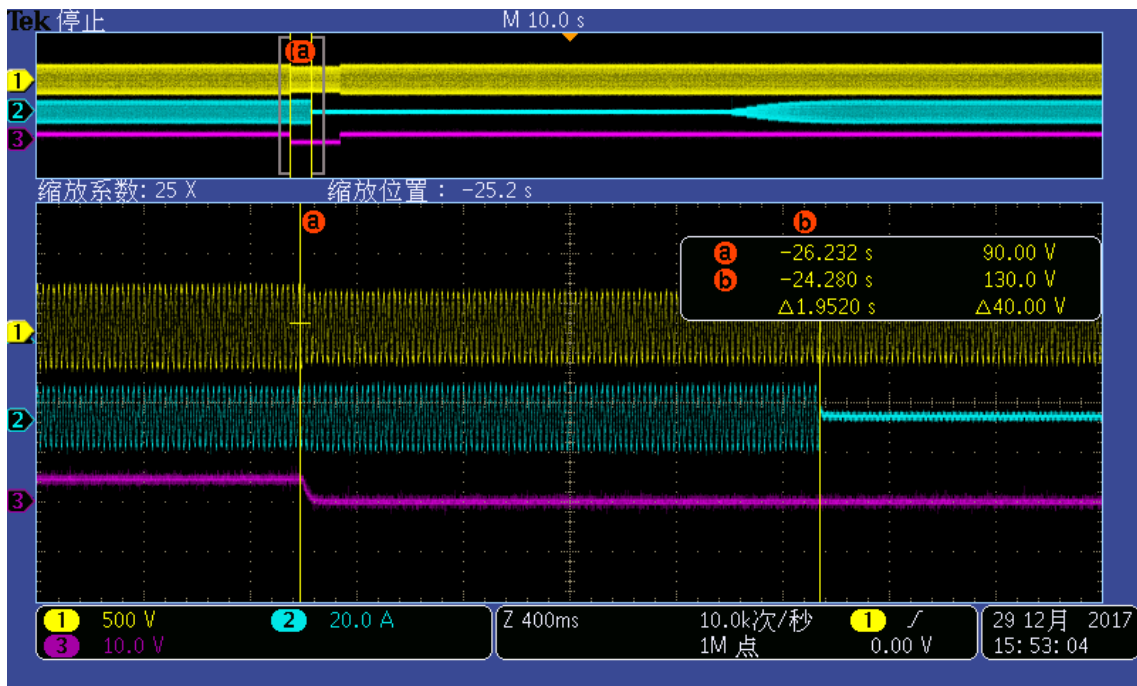 Tek 停止 M 10.0 s
a
1
2
3
缩放系数: 25 X 缩放位置: -25.2 s
a b
a -26.232 s 90.00 V
b -24.280 s 130.0 V
△1.9520 s △40.00 V
1
2
3
1 500 V 2 20.0 A Z 400ms 10.0k次/秒 1 29 12月 2017
3 10.0 V 1M 点 0.00 V 15:53:04